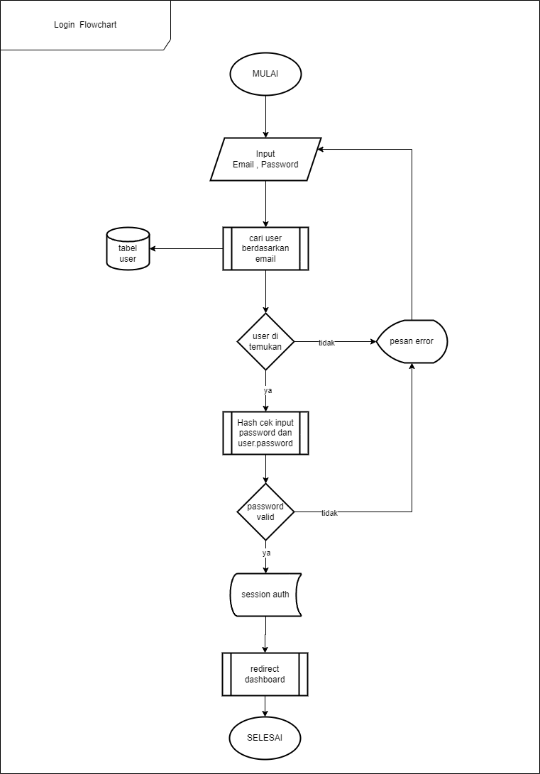 Login  Flowchart
MULAI
Input
Email , Password
cari user
berdasarkan
email
tabel
user
user di
temukan
tidak
pesan error
ya
Hash cek input
password dan
user.password
password
valid
tidak
ya
session auth
redirect
dashboard
SELESAI